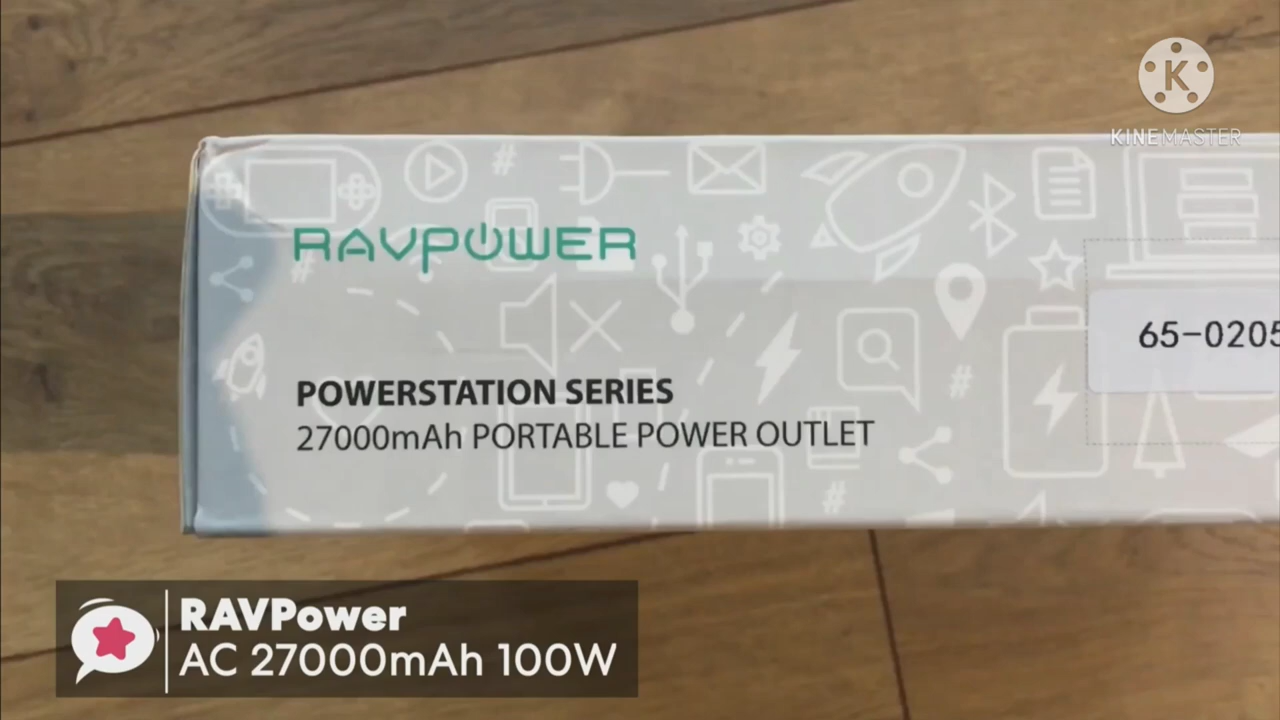 KINEMASTER
RAVPOWER
65-0205
POWERSTATION SERIES
27000mAh PORTABLE POWER OUTLET
RAVPower
AC 27000mAh 100W